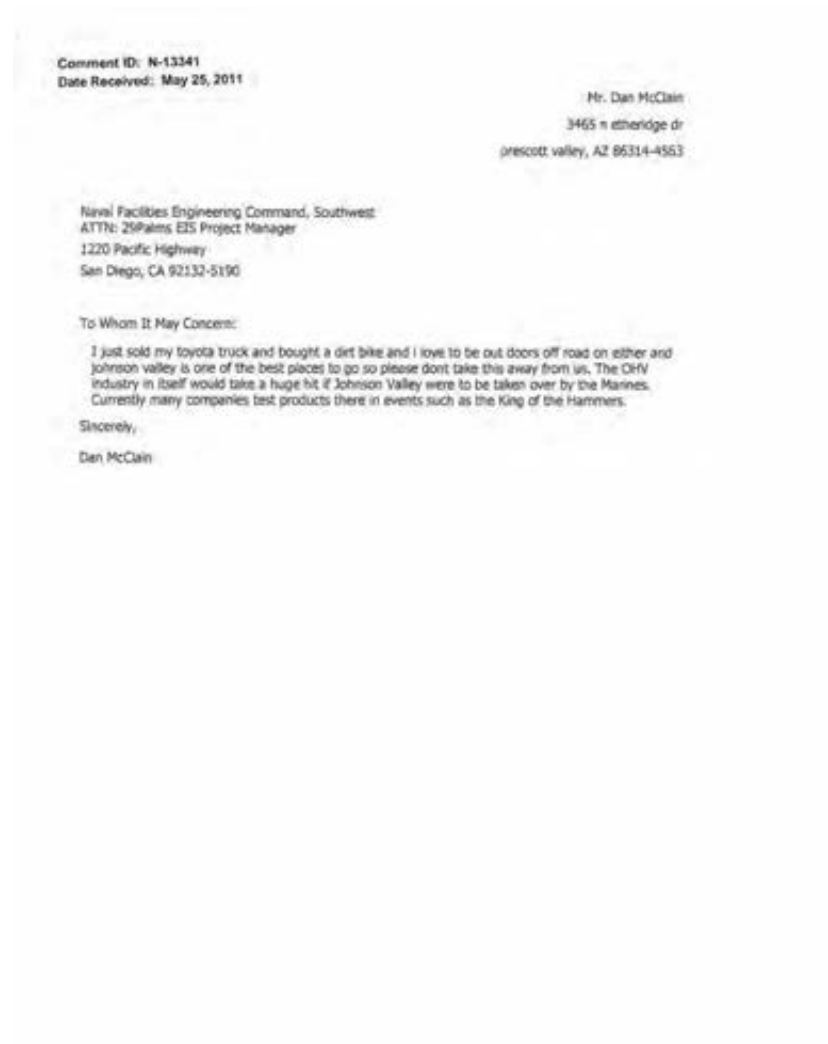 Comment ID: N-13341
Date Received: May 25, 2011
Mr. Dan McClain
3465 n etheridge dr
prescott valley, AZ 86314-4563
Naval Facilities Engineering Command, Southwest
ATTN: 29Palms EIS Project Manager
1220 Pacific Highway
San Diego, CA 92132-5190
To Whom It May Concern:
I just sold my toyota truck and bought a dirt bike and i love to be out doors off road on either and
johnson valley is one of the best places to go so please dont take this away from us. The OHV
industry in itself would take a huge hit if Johnson Valley were to be taken over by the Marines.
Currently many companies test products there in events such as the King of the Hammers.
Sincerely,
Dan McClain